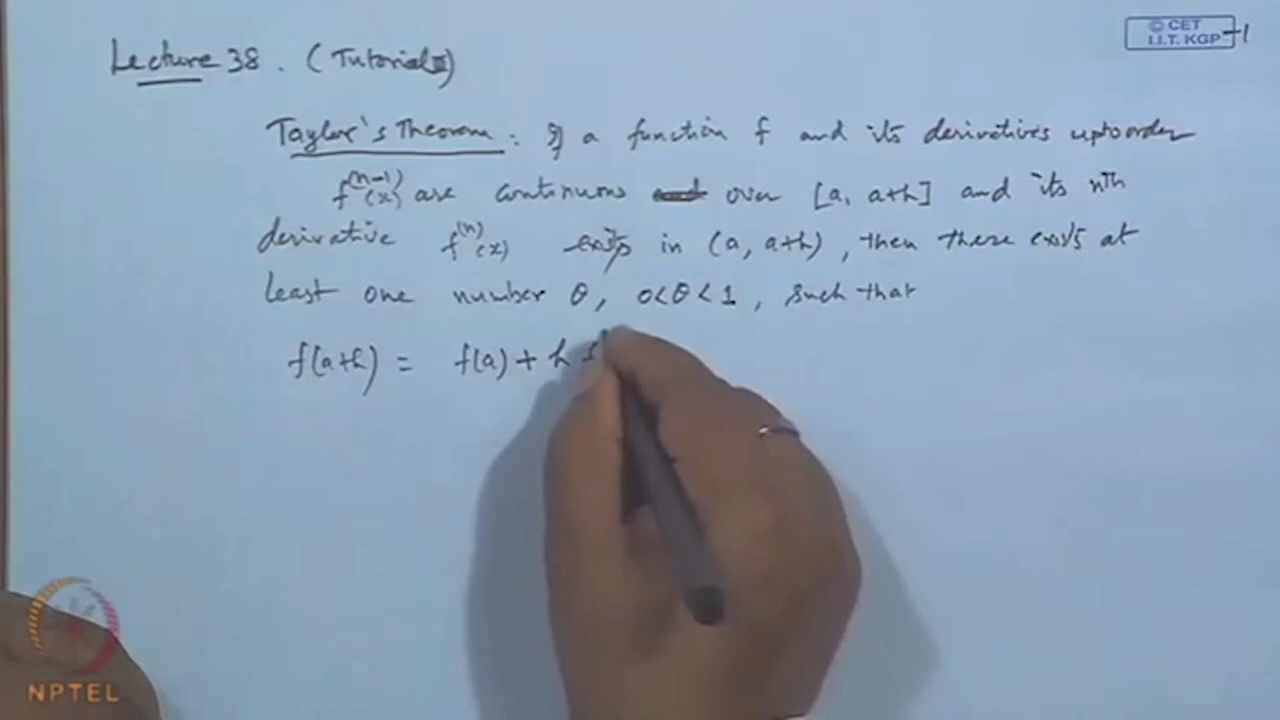 © CET
I.I.T. KGP
Lecture 38. (Tutorial III)
Taylor's Theorem: If a function f and its derivatives upto order
f^(n-1)(x) are continuous over [a, a+h] and its nth
derivative f^(n)(x) exists in (a, a+h), then there exists at
least one number θ, 0<θ<1, such that
f(a+h) = f(a) + h f
NPTEL